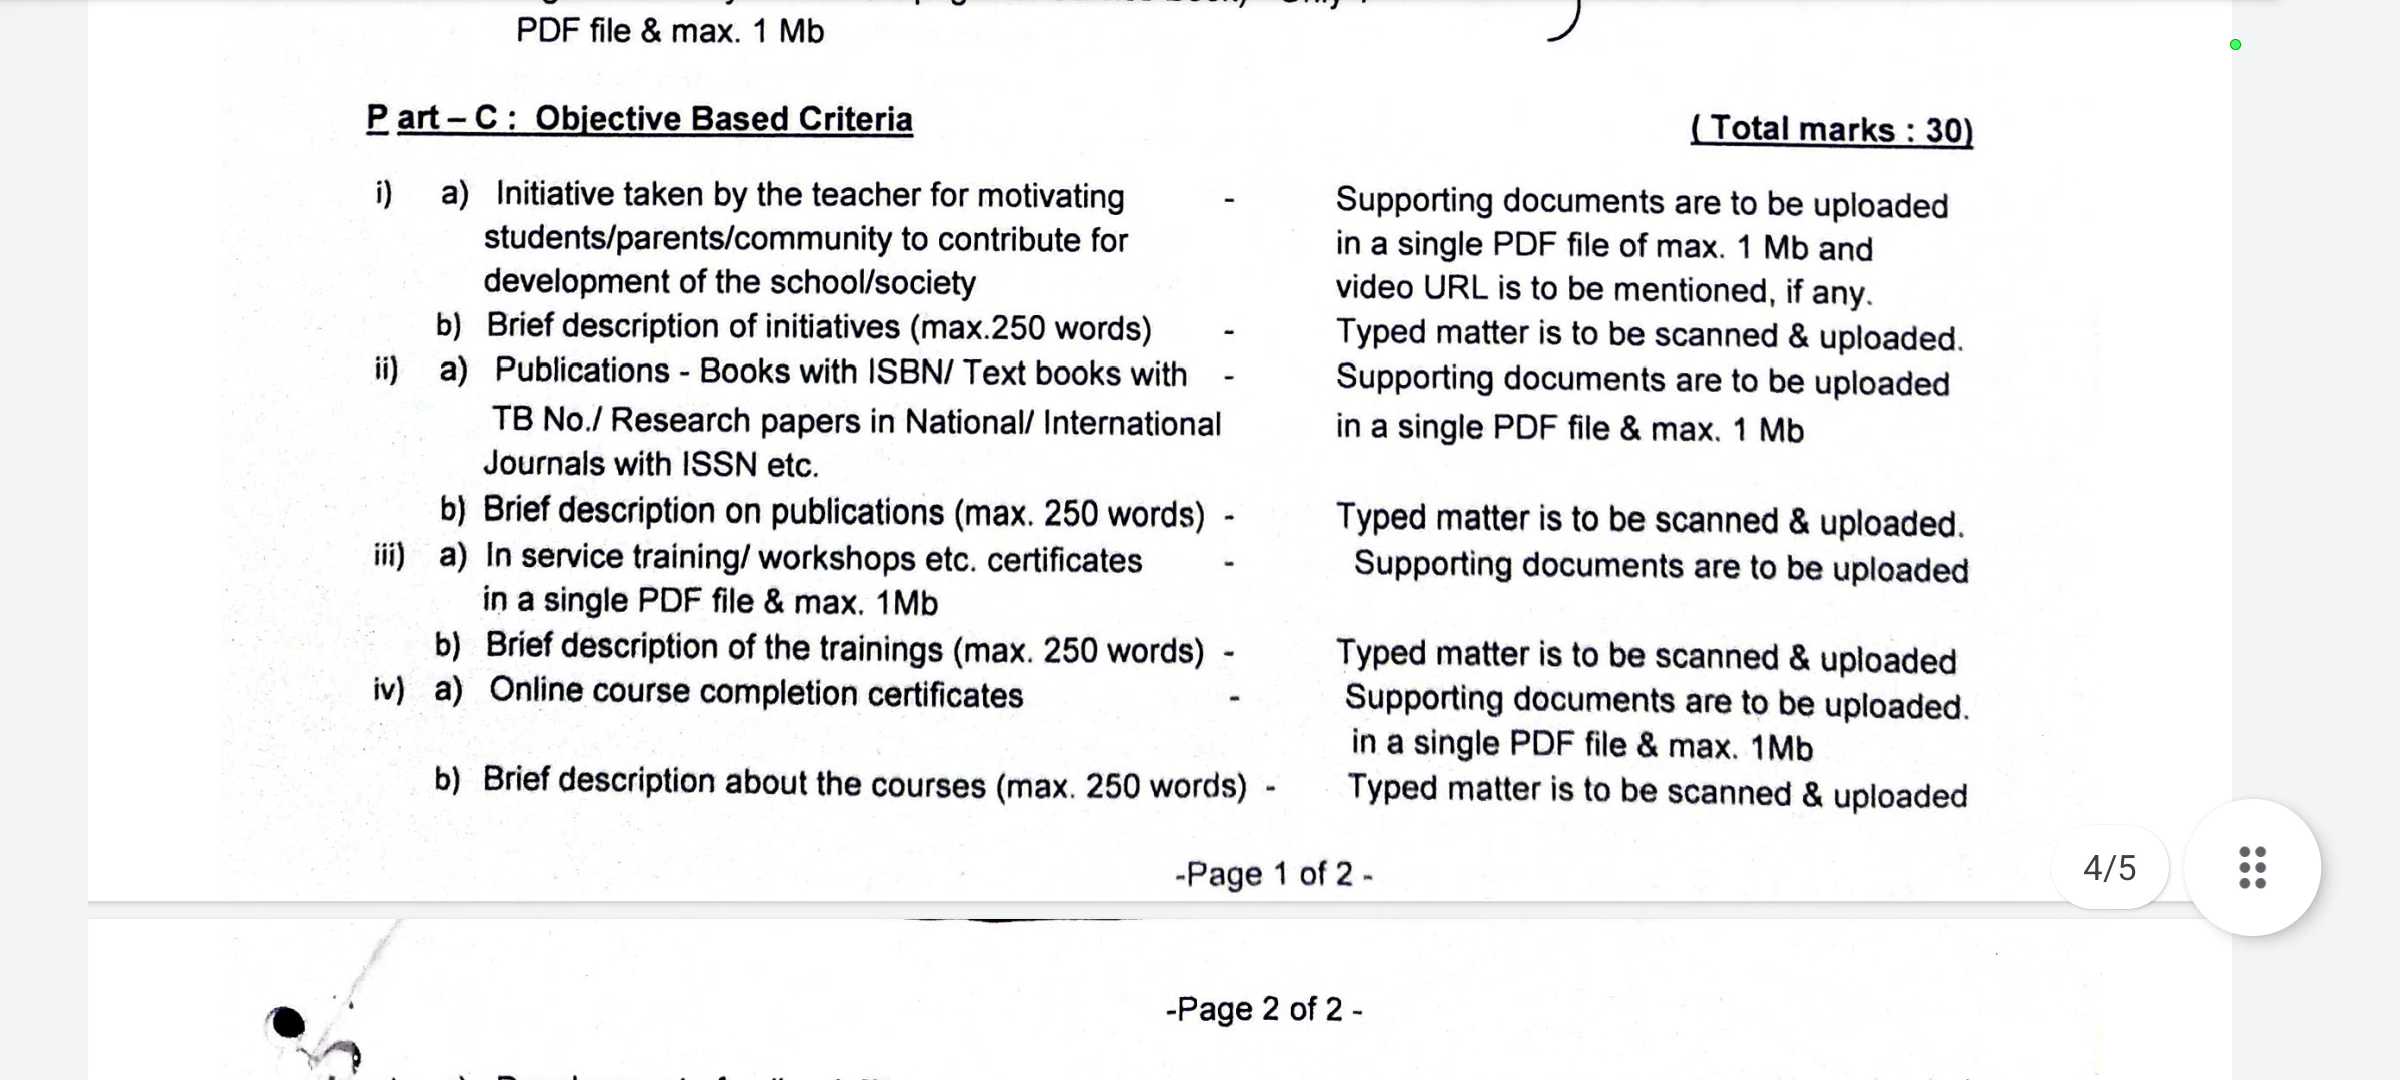 PDF file & max. 1 Mb
P art – C : Objective Based Criteria ( Total marks : 30)
i) a) Initiative taken by the teacher for motivating - Supporting documents are to be uploaded
students/parents/community to contribute for in a single PDF file of max. 1 Mb and
development of the school/society video URL is to be mentioned, if any.
b) Brief description of initiatives (max.250 words) - Typed matter is to be scanned & uploaded.
ii) a) Publications - Books with ISBN/ Text books with - Supporting documents are to be uploaded
TB No./ Research papers in National/ International in a single PDF file & max. 1 Mb
Journals with ISSN etc.
b) Brief description on publications (max. 250 words) - Typed matter is to be scanned & uploaded.
iii) a) In service training/ workshops etc. certificates - Supporting documents are to be uploaded
in a single PDF file & max. 1Mb
b) Brief description of the trainings (max. 250 words) - Typed matter is to be scanned & uploaded
iv) a) Online course completion certificates - Supporting documents are to be uploaded.
in a single PDF file & max. 1Mb
b) Brief description about the courses (max. 250 words) - Typed matter is to be scanned & uploaded
-Page 1 of 2 -
4/5
-Page 2 of 2 -